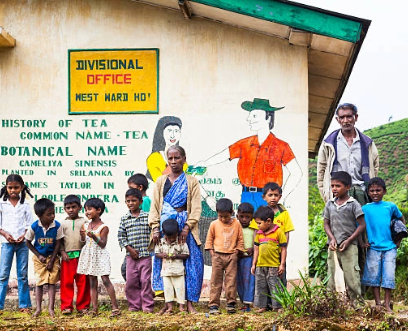 DIVISIONAL
OFFICE
WEST WARD HO'
HISTORY OF TEA
COMMON NAME - TEA
BOTANICAL NAME
CAMELIYA SINENSIS
PLANTED IN SRILANKA
JAMES TAYLOR IN